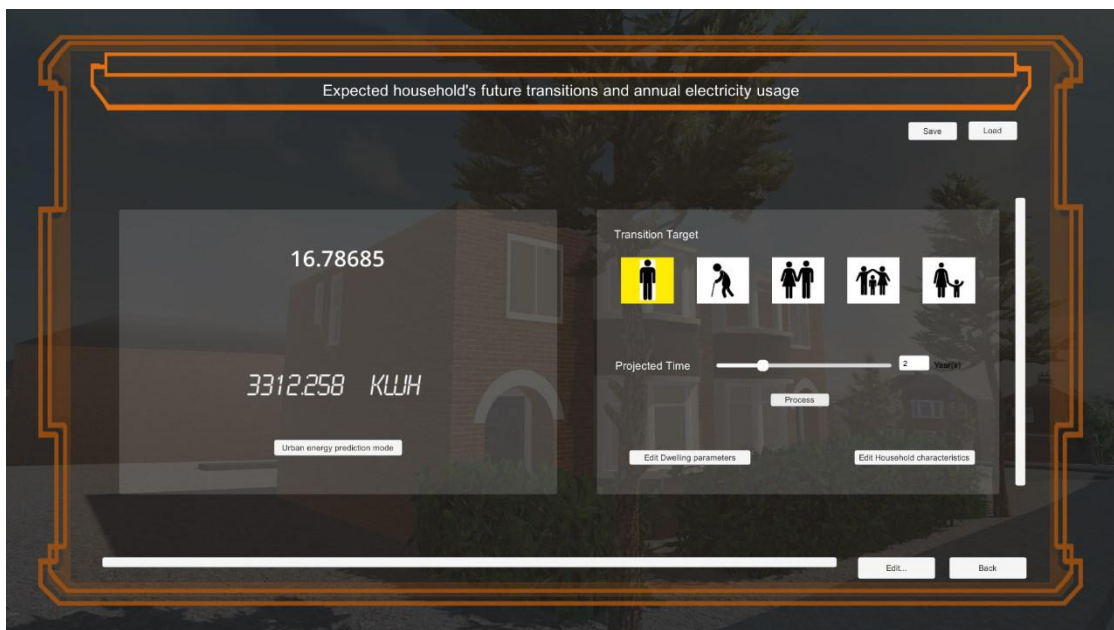 Expected household's future transitions and annual electricity usage
Save Load
16.78685
3312.258 KWH
Urban energy prediction mode
Transition Target
Projected Time 2 Year(s)
Process
Edit Dwelling parameters Edit Household characteristics
Edit... Back